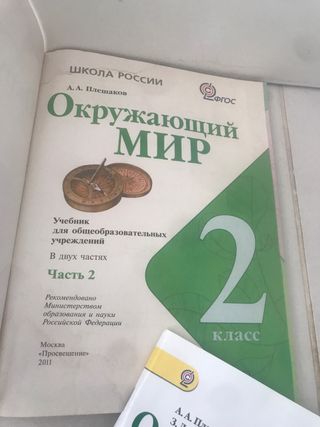 ШКОЛА РОССИИ
ФГОС
А. А. Плешаков
Окружающий
МИР
Учебник
для общеобразовательных
учреждений
В двух частях
Часть 2
2
класс
Рекомендовано
Министерством
образования и науки
Российской Федерации
Москва
«Просвещение»
2011